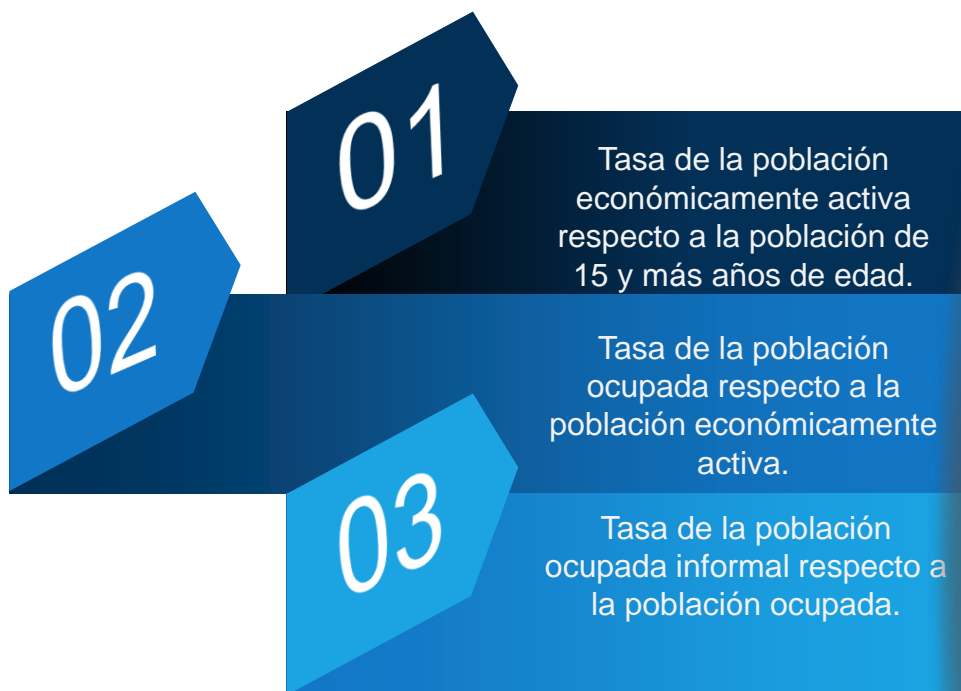 01
Tasa de la población
económicamente activa
respecto a la población de
15 y más años de edad.
02
Tasa de la población
ocupada respecto a la
población económicamente
activa.
03
Tasa de la población
ocupada informal respecto a
la población ocupada.